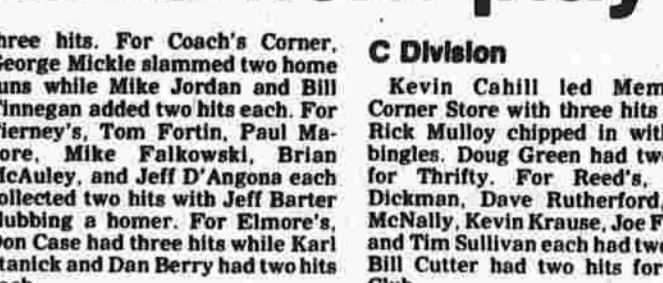 hree hits. For Coach's Corner,
George Mickle slammed two home
uns while Mike Jordan and Bill
Finnegan added two hits each. For
Tierney's, Tom Fortin, Paul Ma-
ore, Mike Falkowski, Brian
McAuley, and Jeff D'Angona each
ollected two hits with Jeff Barter
lubbing a homer. For Elmore's,
Don Case had three hits while Karl
tanick and Dan Berry had two hits
C Division
Kevin Cahill led Mem
Corner Store with three hits
Rick Mulloy chipped in wit
bingles. Doug Green had two
for Thrifty. For Reed's,
Dickman, Dave Rutherford,
McNally, Kevin Krause, Joe F
and Tim Sullivan each had two
Bill Cutter had two hits for